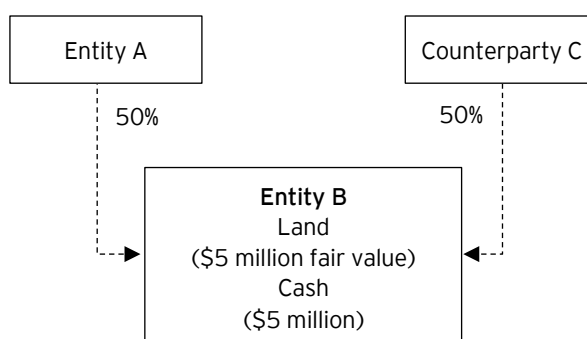 Entity A
Counterparty C
50%
50%
Entity B
Land
($5 million fair value)
Cash
($5 million)